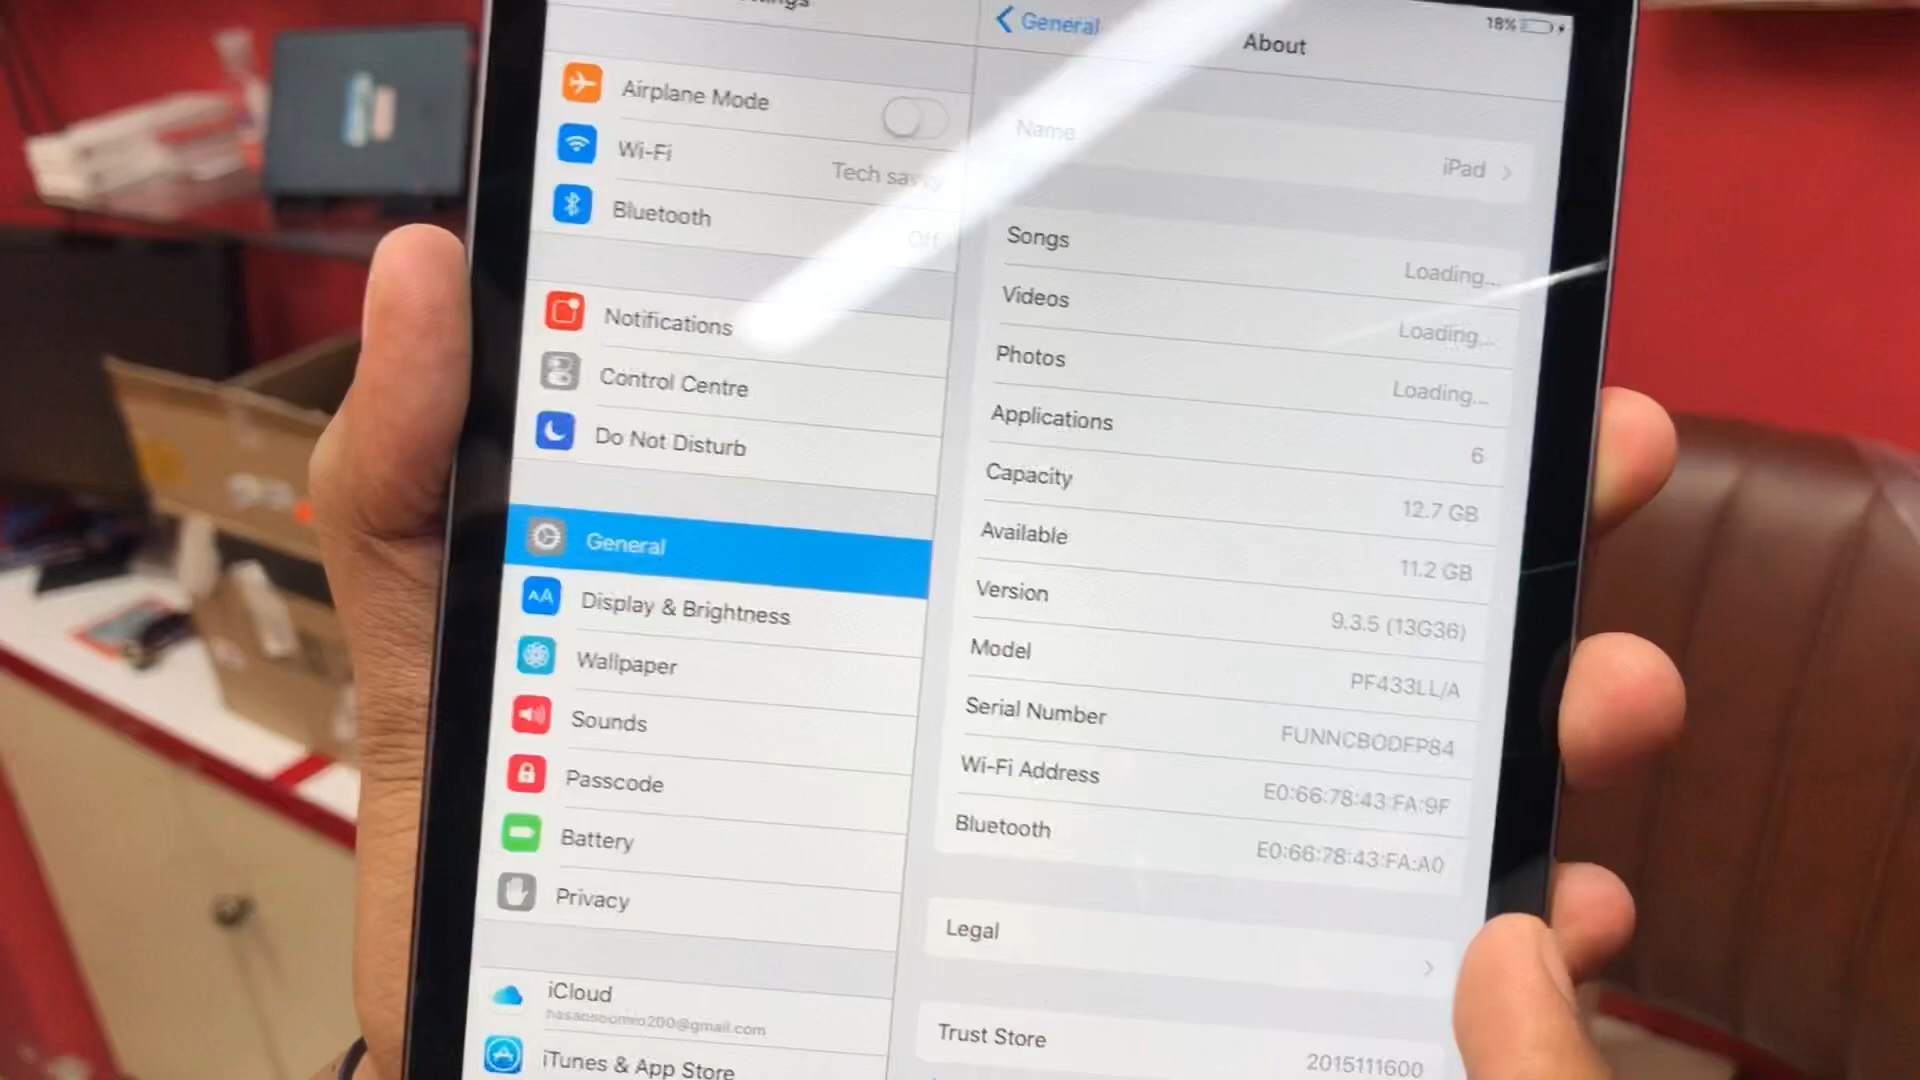 General
About
18%
Airplane Mode
Wi-Fi
Tech savvy
Bluetooth
Off
Notifications
Control Centre
Do Not Disturb
General
Display & Brightness
Wallpaper
Sounds
Passcode
Battery
Privacy
iCloud
iTunes & App Store
Name
iPad
Songs
Loading...
Videos
Loading...
Photos
Loading...
Applications
6
Capacity
12.7 GB
Available
11.2 GB
Version
9.3.5 (13G36)
Model
PF433LL/A
Serial Number
FUNNCBODFP84
Wi-Fi Address
E0:66:78:43:FA:9F
Bluetooth
E0:66:78:43:FA:A0
Legal
Trust Store
2015111600